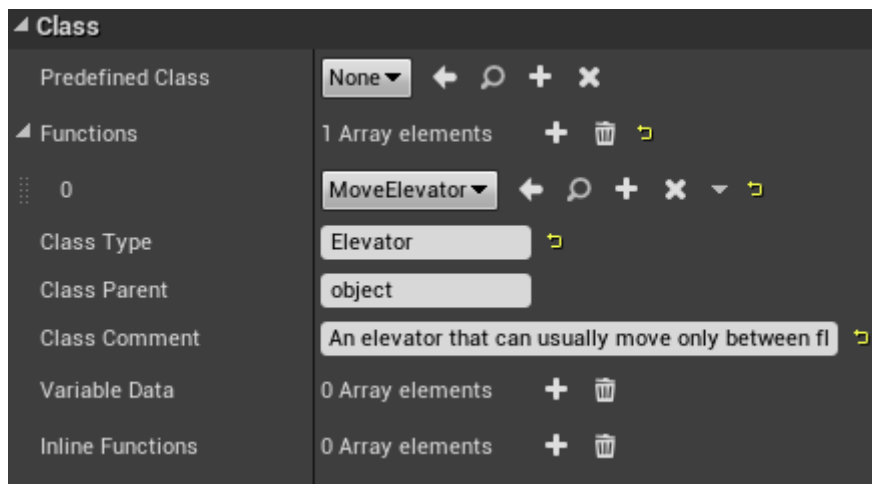 Class
Predefined Class None
Functions 1 Array elements
0 MoveElevator
Class Type Elevator
Class Parent object
Class Comment An elevator that can usually move only between fl
Variable Data 0 Array elements
Inline Functions 0 Array elements